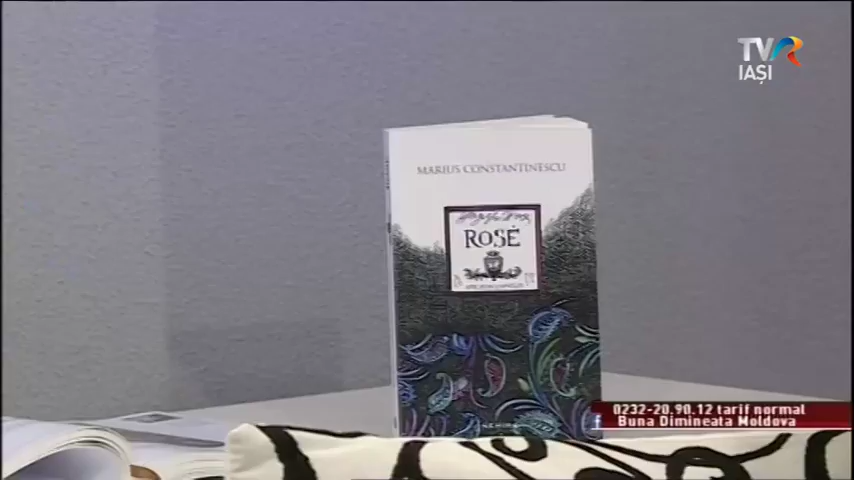 TVR
IAȘI
MARIUS CONSTANTINESCU
ROSÉ
0232-20.90.12 tarif normal
f Buna Dimineata Moldova